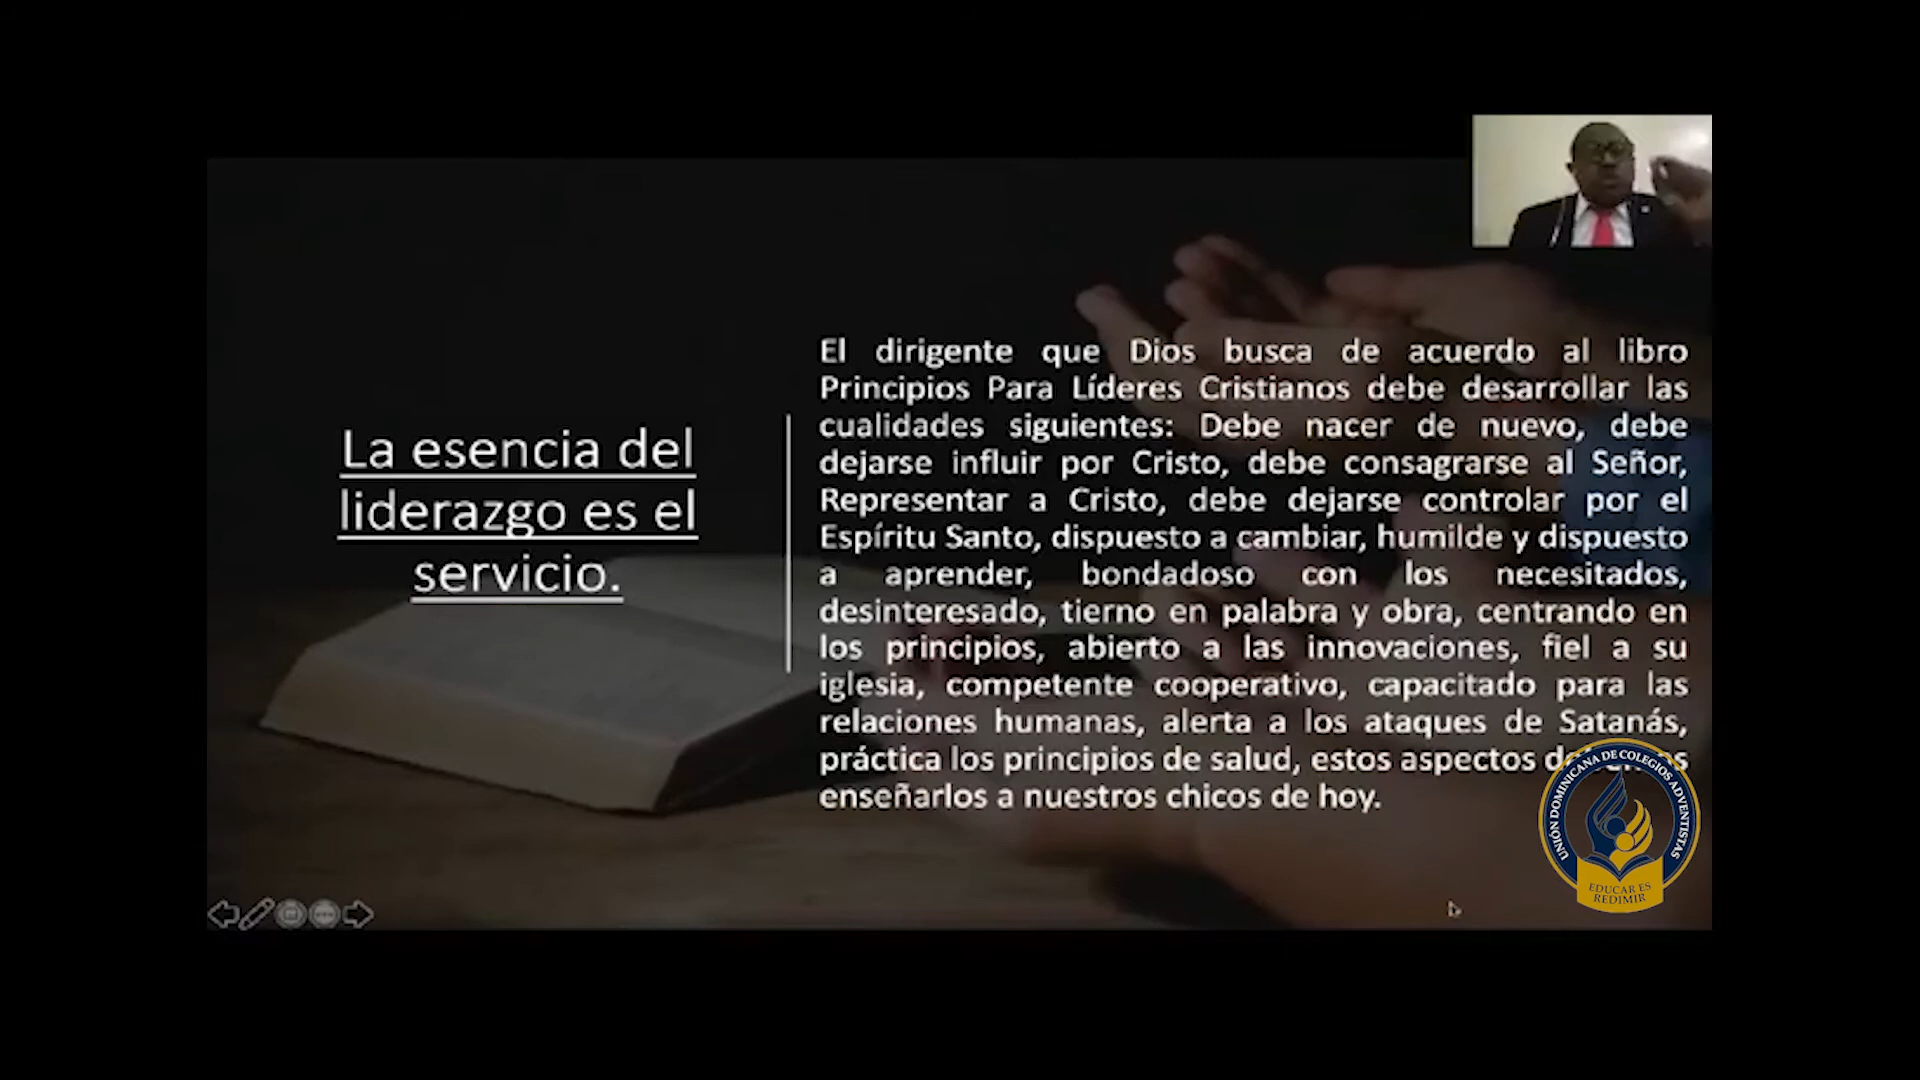 La esencia del
liderazgo es el
servicio.
El dirigente que Dios busca de acuerdo al libro
Principios Para Líderes Cristianos debe desarrollar las
cualidades siguientes: Debe nacer de nuevo, debe
dejarse influir por Cristo, debe consagrarse al Señor,
Representar a Cristo, debe dejarse controlar por el
Espíritu Santo, dispuesto a cambiar, humilde y dispuesto
a aprender, bondadoso con los necesitados,
desinteresado, tierno en palabra y obra, centrando en
los principios, abierto a las innovaciones, fiel a su
iglesia, competente cooperativo, capacitado para las
relaciones humanas, alerta a los ataques de Satanás,
práctica los principios de salud, estos aspectos
enseñarlos a nuestros chicos de hoy.
UNIÓN DOMINICANA DE COLEGIOS ADVENTISTAS
EDUCAR ES
REDIMIR